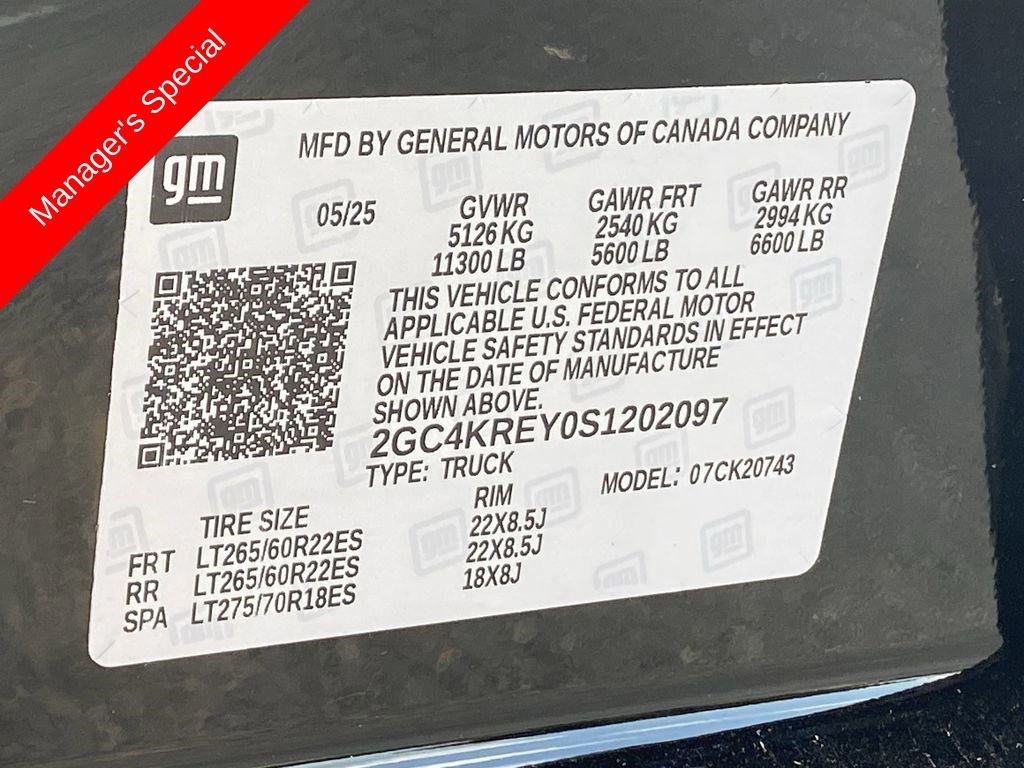 Manager's Special
gm
MFD BY GENERAL MOTORS OF CANADA COMPANY
05/25 GVWR GAWR FRT GAWR RR
5126 KG 2540 KG 2994 KG
11300 LB 5600 LB 6600 LB
THIS VEHICLE CONFORMS TO ALL
APPLICABLE U.S. FEDERAL MOTOR
VEHICLE SAFETY STANDARDS IN EFFECT
ON THE DATE OF MANUFACTURE
SHOWN ABOVE.
2GC4KREY0S1202097
TYPE: TRUCK MODEL: 07CK20743
TIRE SIZE RIM
FRT LT265/60R22ES 22X8.5J
RR LT265/60R22ES 22X8.5J
SPA LT275/70R18ES 18X8J